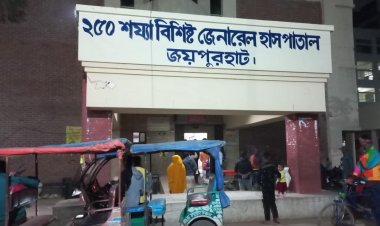 ২৫০ শয্যা বিশিষ্ট জেনারেল হাসপাতাল
জয়পুরহাট।